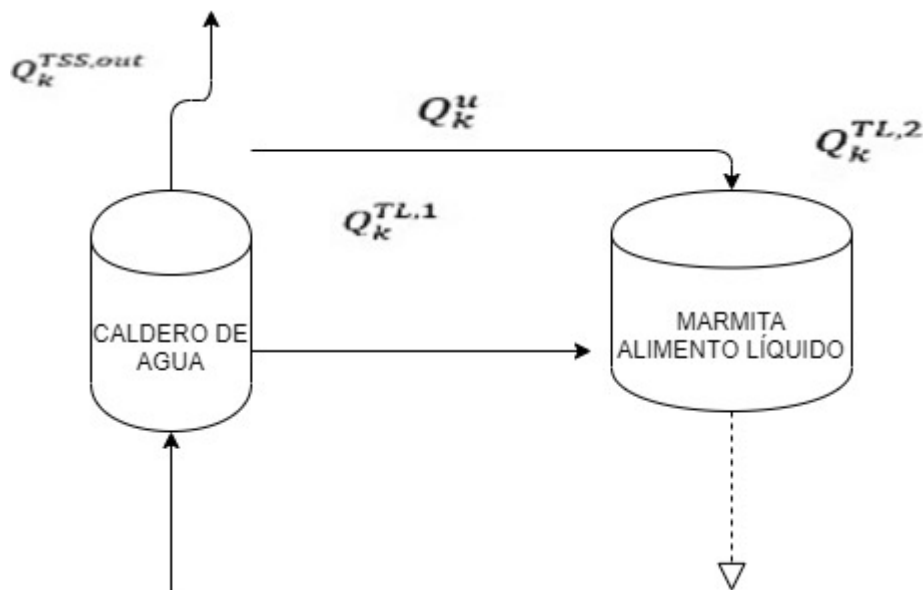 Q_k^{TSS,out}
Q_k^u
Q_k^{TL,2}
Q_k^{TL,1}
CALDERO DE
AGUA
MARMITA
ALIMENTO LÍQUIDO